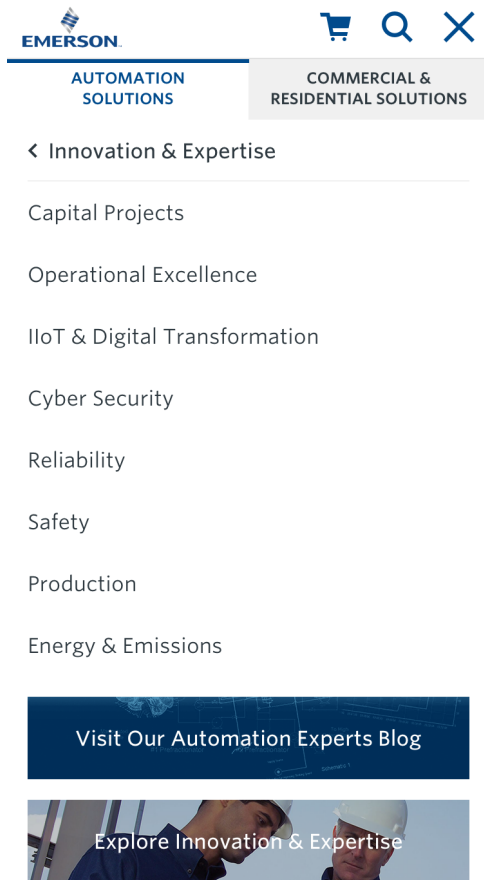 EMERSON
AUTOMATION
SOLUTIONS
COMMERCIAL &
RESIDENTIAL SOLUTIONS
Innovation & Expertise
Capital Projects
Operational Excellence
IIoT & Digital Transformation
Cyber Security
Reliability
Safety
Production
Energy & Emissions
Visit Our Automation Experts Blog
Explore Innovation & Expertise